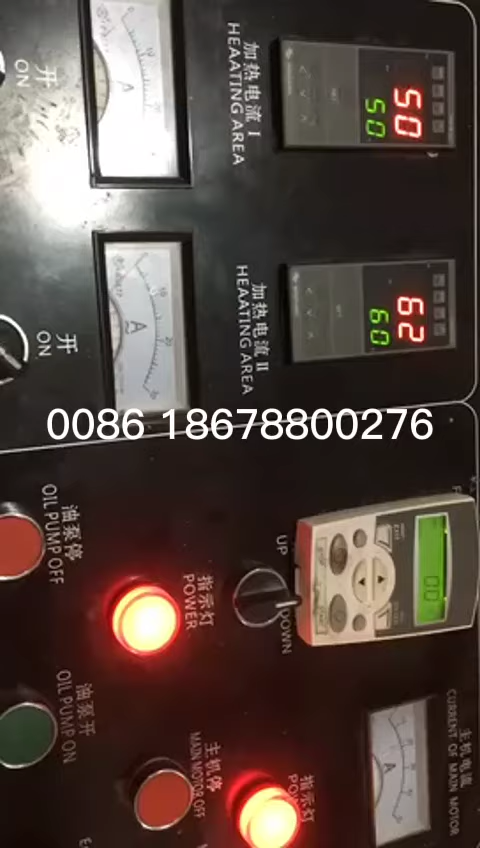 加热电流 I
HEAATING AREA
50
50
A
开
ON
加热电流 II
HEAATING AREA
62
60
A
开
ON
0086 18678800276
UP
DOWN
指示灯
POWER
油泵停
OIL PUMP OFF
主机电流
CURRENT OF MAIN MOTOR
A
指示灯
主机停
MAIN MOTOR OFF
油泵开
OIL PUMP ON